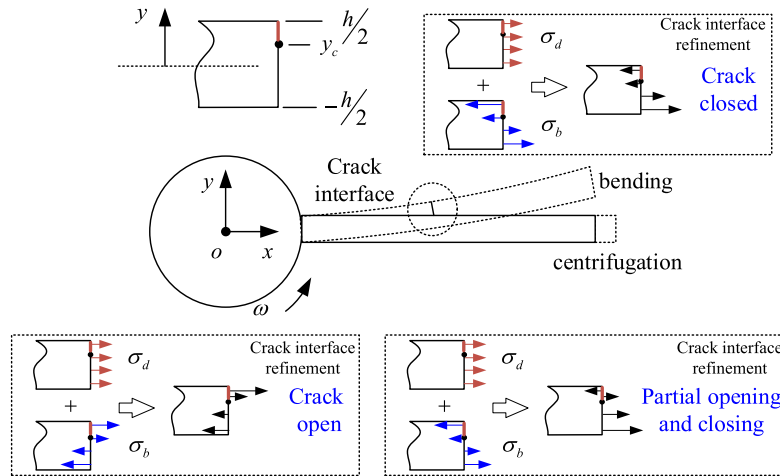 y
h/2
y_c
-h/2
σ_d
+
σ_b
Crack interface
refinement
Crack
closed
Crack
interface
bending
y
o
x
ω
centrifugation
σ_d
+
σ_b
Crack interface
refinement
Crack
open
σ_d
+
σ_b
Crack interface
refinement
Partial opening
and closing